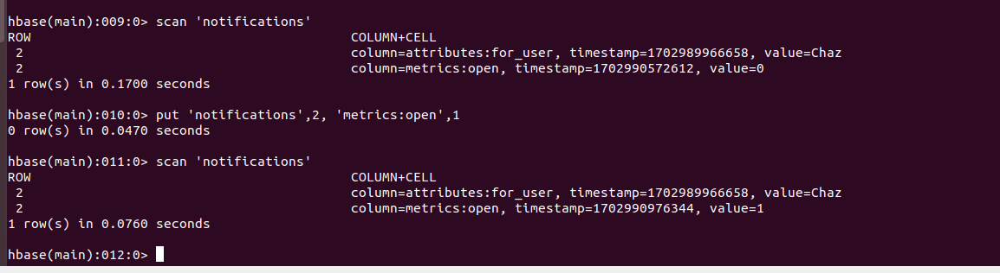 hbase(main):009:0> scan 'notifications'
ROW COLUMN+CELL
2 column=attributes:for_user, timestamp=1702989966658, value=Chaz
2 column=metrics:open, timestamp=1702990572612, value=0
1 row(s) in 0.1700 seconds
hbase(main):010:0> put 'notifications',2, 'metrics:open',1
0 row(s) in 0.0470 seconds
hbase(main):011:0> scan 'notifications'
ROW COLUMN+CELL
2 column=attributes:for_user, timestamp=1702989966658, value=Chaz
2 column=metrics:open, timestamp=1702990976344, value=1
1 row(s) in 0.0760 seconds
hbase(main):012:0>